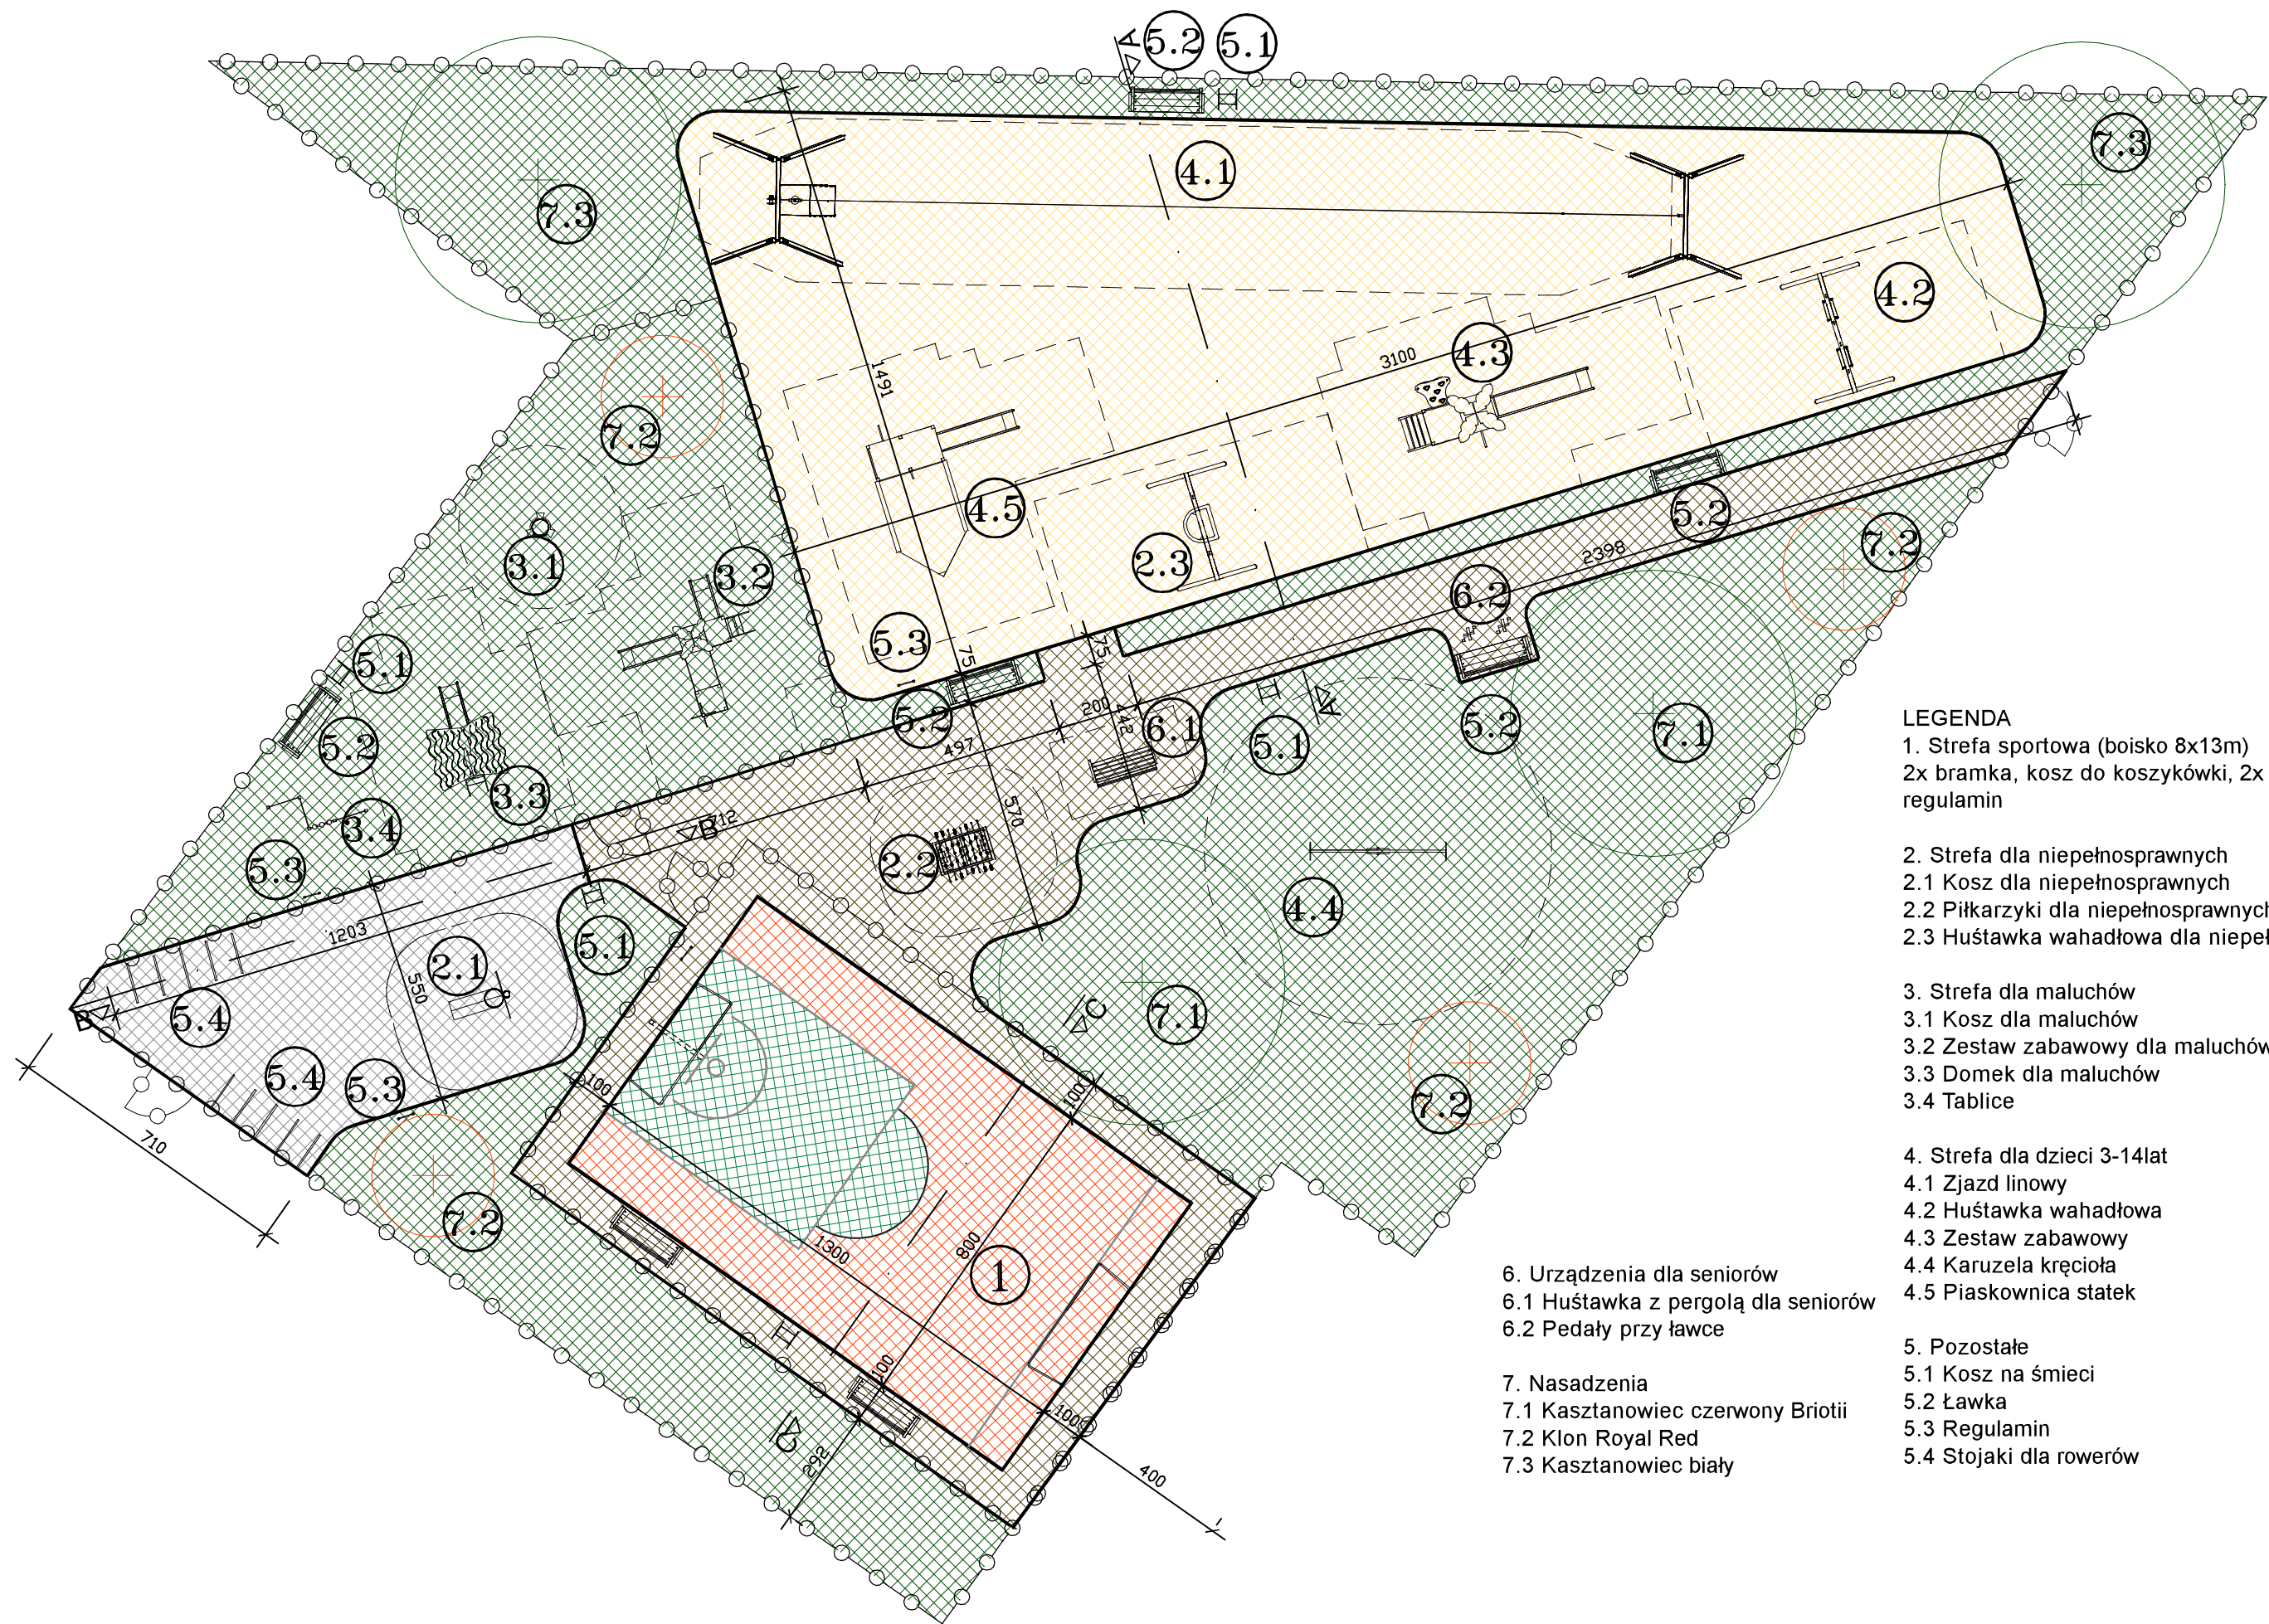 A
5.2
5.1
7.3
4.1
7.3
4.2
3100
4.3
1491
7.2
4.5
5.2
7.2
2.3
2398
3.1
3.2
6.2
5.3
75
75
5.1
5.2
5.2
200
442
6.1
A
5.1
5.2
7.1
497
3.3
3.4
B
712
570
2.2
5.3
4.4
1203
5.1
2.1
550
B
5.4
C
7.1
5.4
5.3
100
100
7.2
710
7.2
1300
800
1
100
C
292
100
400
LEGENDA
1. Strefa sportowa (boisko 8x13m)
2x bramka, kosz do koszykówki, 2x
regulamin
2. Strefa dla niepełnosprawnych
2.1 Kosz dla niepełnosprawnych
2.2 Piłkarzyki dla niepełnosprawnych
2.3 Huśtawka wahadłowa dla niepeł
3. Strefa dla maluchów
3.1 Kosz dla maluchów
3.2 Zestaw zabawowy dla maluchów
3.3 Domek dla maluchów
3.4 Tablice
4. Strefa dla dzieci 3-14lat
4.1 Zjazd linowy
4.2 Huśtawka wahadłowa
4.3 Zestaw zabawowy
4.4 Karuzela kręcioła
4.5 Piaskownica statek
5. Pozostałe
5.1 Kosz na śmieci
5.2 Ławka
5.3 Regulamin
5.4 Stojaki dla rowerów
6. Urządzenia dla seniorów
6.1 Huśtawka z pergolą dla seniorów
6.2 Pedały przy ławce
7. Nasadzenia
7.1 Kasztanowiec czerwony Briotii
7.2 Klon Royal Red
7.3 Kasztanowiec biały